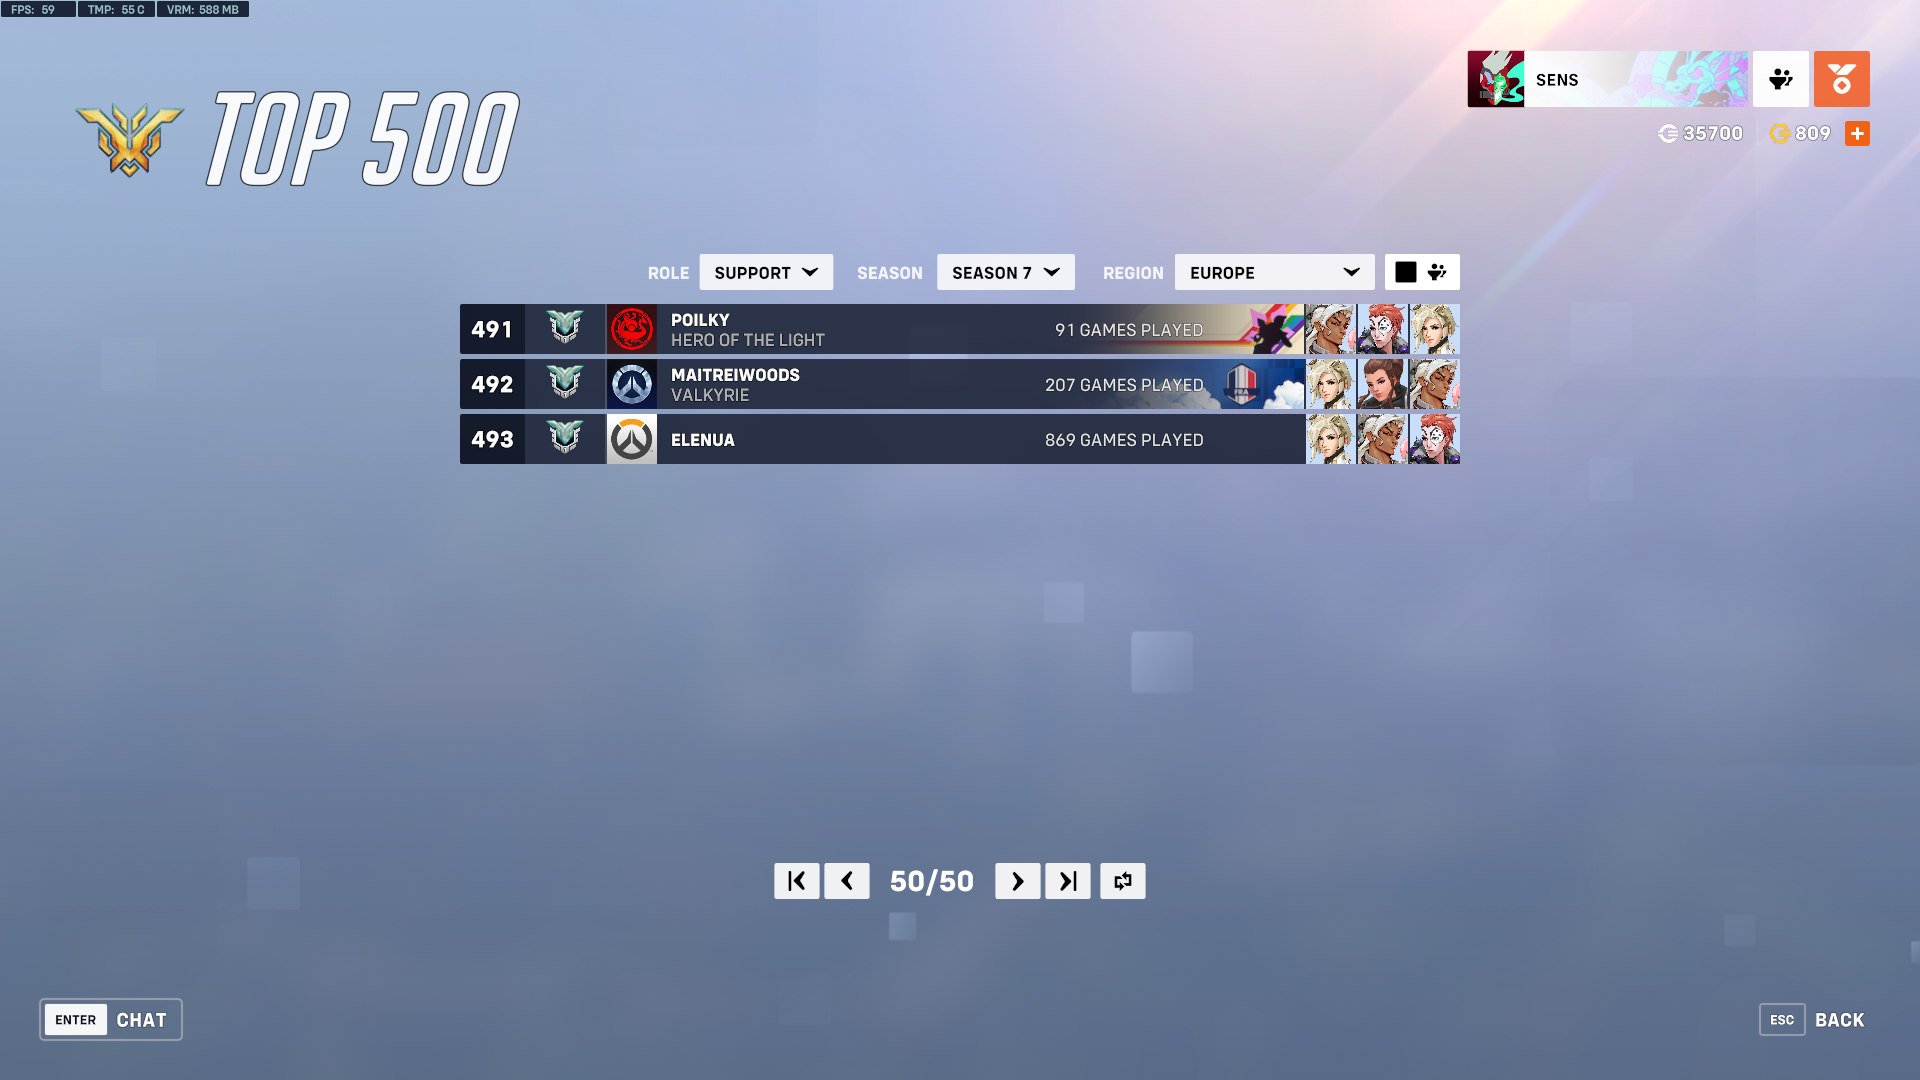 FPS: 59 TMP: 55 C VRM: 588 MB
TOP 500
SENS
35700 809
ROLE SUPPORT SEASON SEASON 7 REGION EUROPE
491 POILKY
HERO OF THE LIGHT
91 GAMES PLAYED
492 MAITREIWOODS
VALKYRIE
207 GAMES PLAYED
FRA
493 ELENUA
869 GAMES PLAYED
50/50
ENTER CHAT
ESC BACK